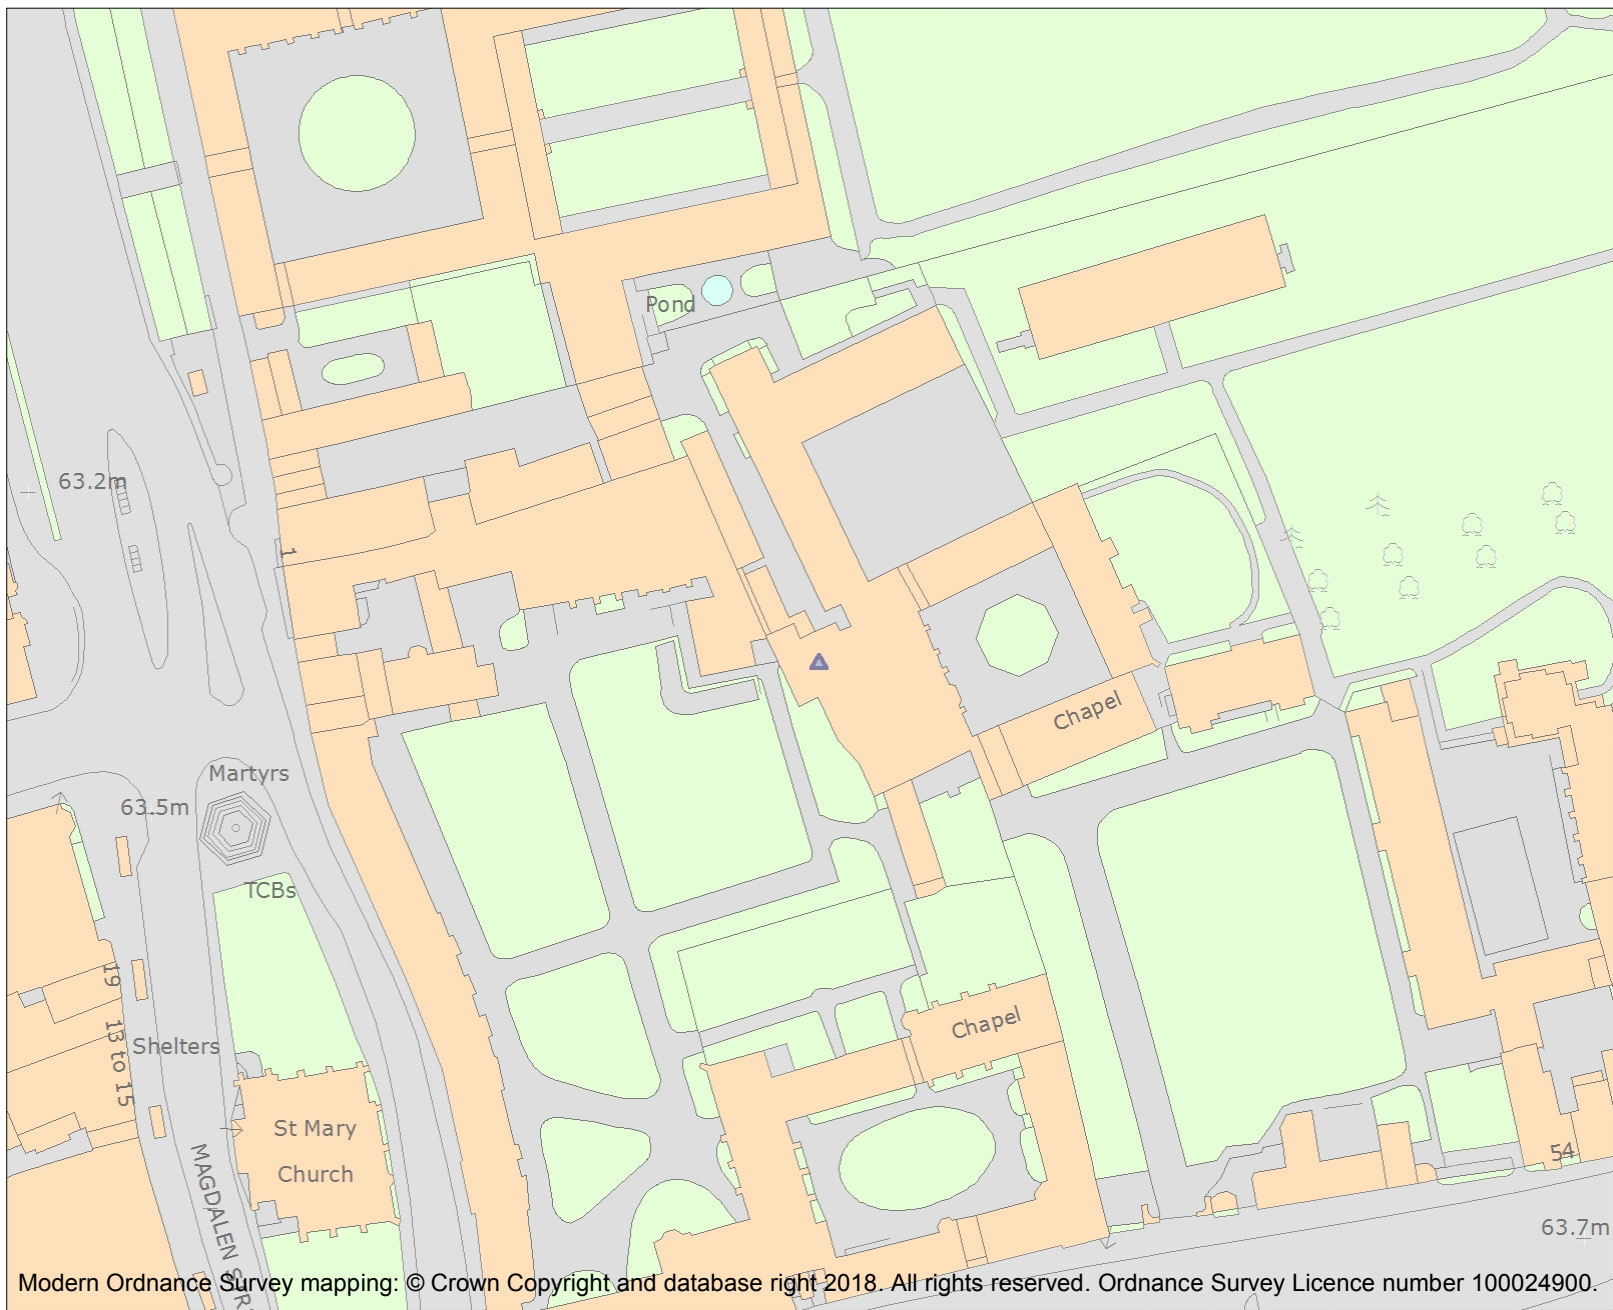 Pond
63.2m
1
Chapel
Martyrs
63.5m
TCBs
19
13 to 15
Shelters
Chapel
St Mary
Church
54
MAGDALEN STR
63.7m
Modern Ordnance Survey mapping: © Crown Copyright and database right 2018. All rights reserved. Ordnance Survey Licence number 100024900.